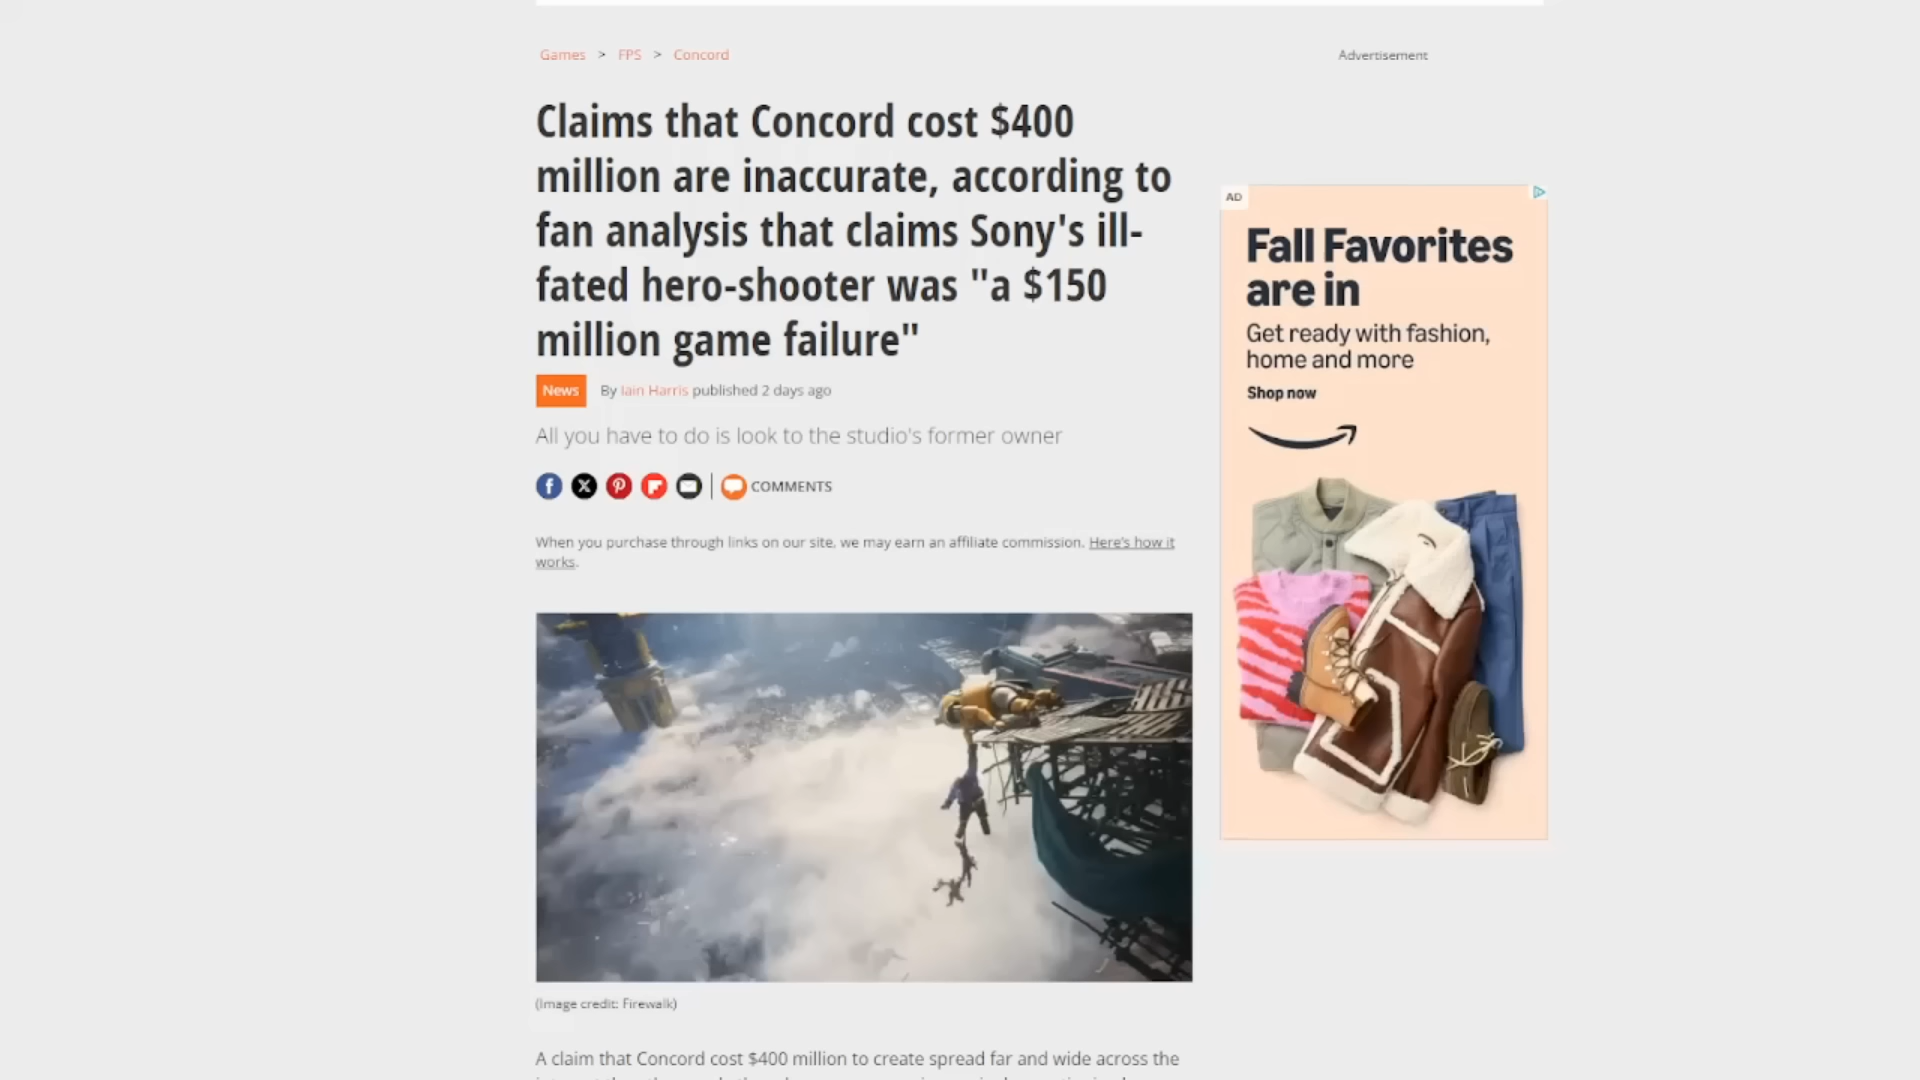 Games > FPS > Concord
Advertisement
Claims that Concord cost $400
million are inaccurate, according to
fan analysis that claims Sony's ill-
fated hero-shooter was "a $150
million game failure"
News By Iain Harris published 2 days ago
All you have to do is look to the studio's former owner
COMMENTS
When you purchase through links on our site, we may earn an affiliate commission. Here's how it
works.
AD
Fall Favorites
are in
Get ready with fashion,
home and more
Shop now
(Image credit: Firewalk)
A claim that Concord cost $400 million to create spread far and wide across the